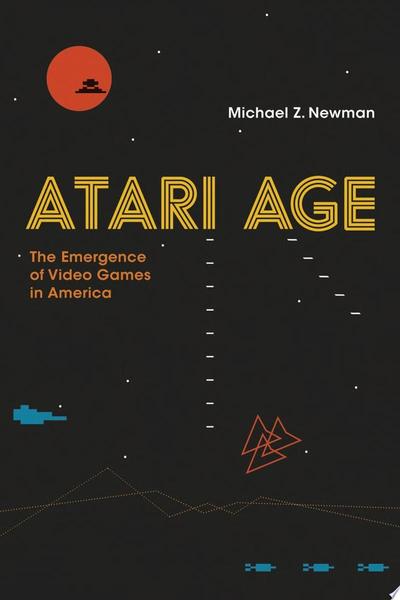 Michael Z. Newman
ATARI AGE
The Emergence
of Video Games
in America